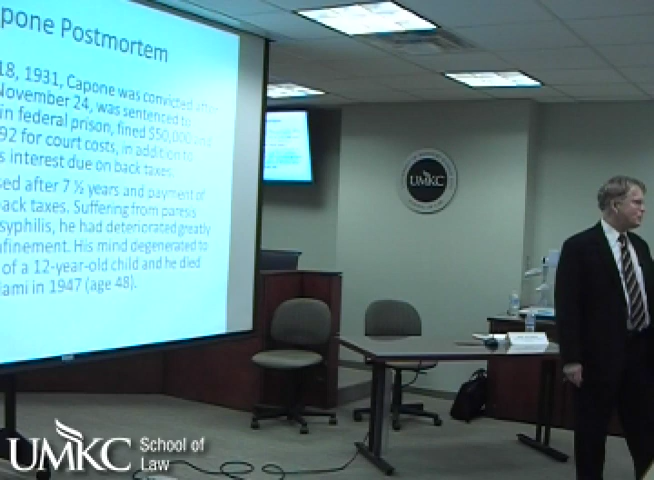 pone Postmortem
18, 1931, Capone was convicted after
November 24, was sentenced to
in federal prison, fined $50,000 and
92 for court costs, in addition to
s interest due on back taxes.
sed after 7 ½ years and payment of
back taxes. Suffering from paresis
syphilis, he had deteriorated greatly
nfinement. His mind degenerated to
of a 12-year-old child and he died
iami in 1947 (age 48).
UMKC
UMKC School of
Law